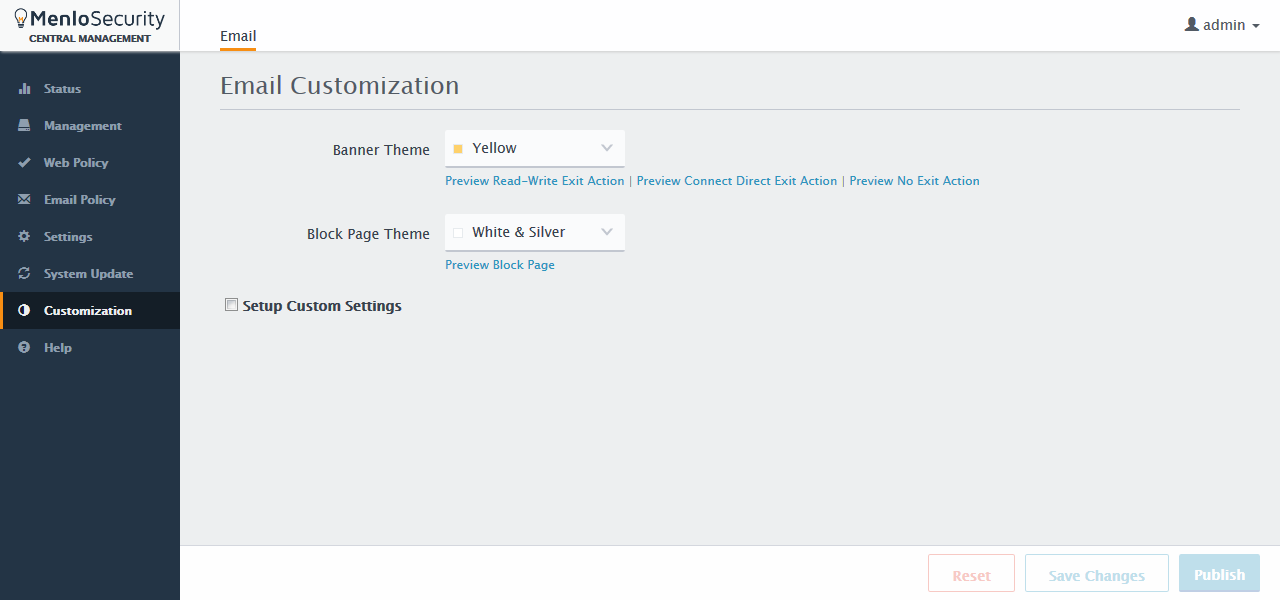 MenloSecurity
CENTRAL MANAGEMENT
Email
admin
Status
Management
Web Policy
Email Policy
Settings
System Update
Customization
Help
Email Customization
Banner Theme Yellow
Preview Read-Write Exit Action | Preview Connect Direct Exit Action | Preview No Exit Action
Block Page Theme White & Silver
Preview Block Page
Setup Custom Settings
Reset Save Changes Publish